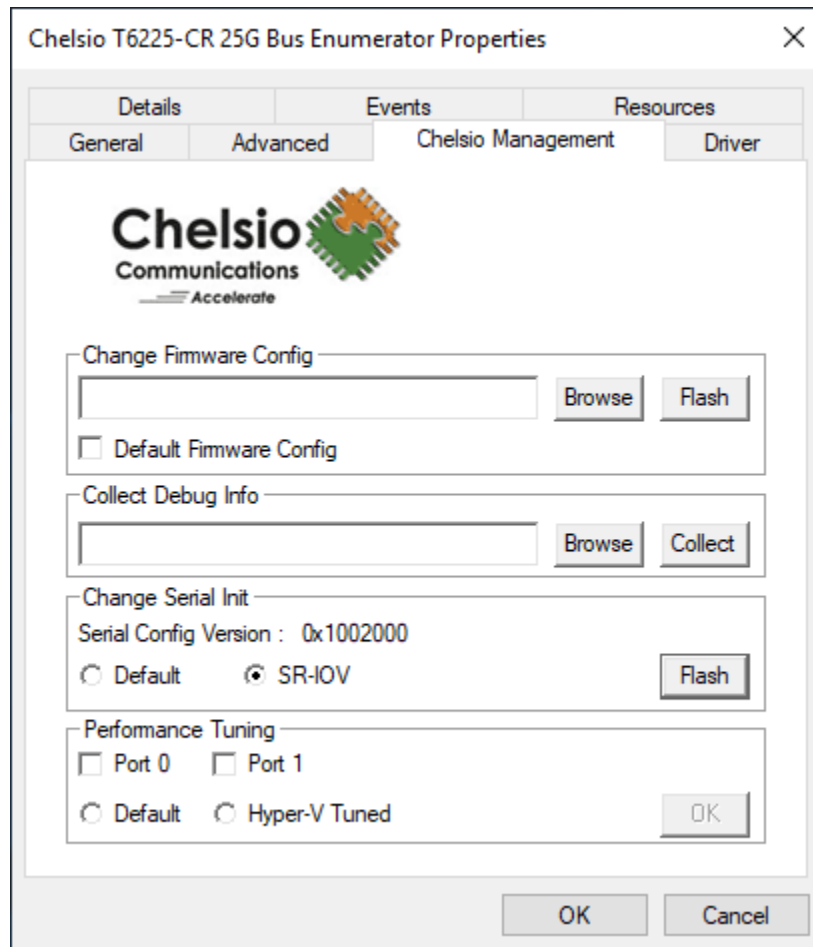 Chelsio T6225-CR 25G Bus Enumerator Properties
Details Events Resources
General Advanced Chelsio Management Driver
Chelsio
Communications
Accelerate
Change Firmware Config
Browse Flash
Default Firmware Config
Collect Debug Info
Browse Collect
Change Serial Init
Serial Config Version : 0x1002000
Default SR-IOV Flash
Performance Tuning
Port 0 Port 1
Default Hyper-V Tuned OK
OK Cancel